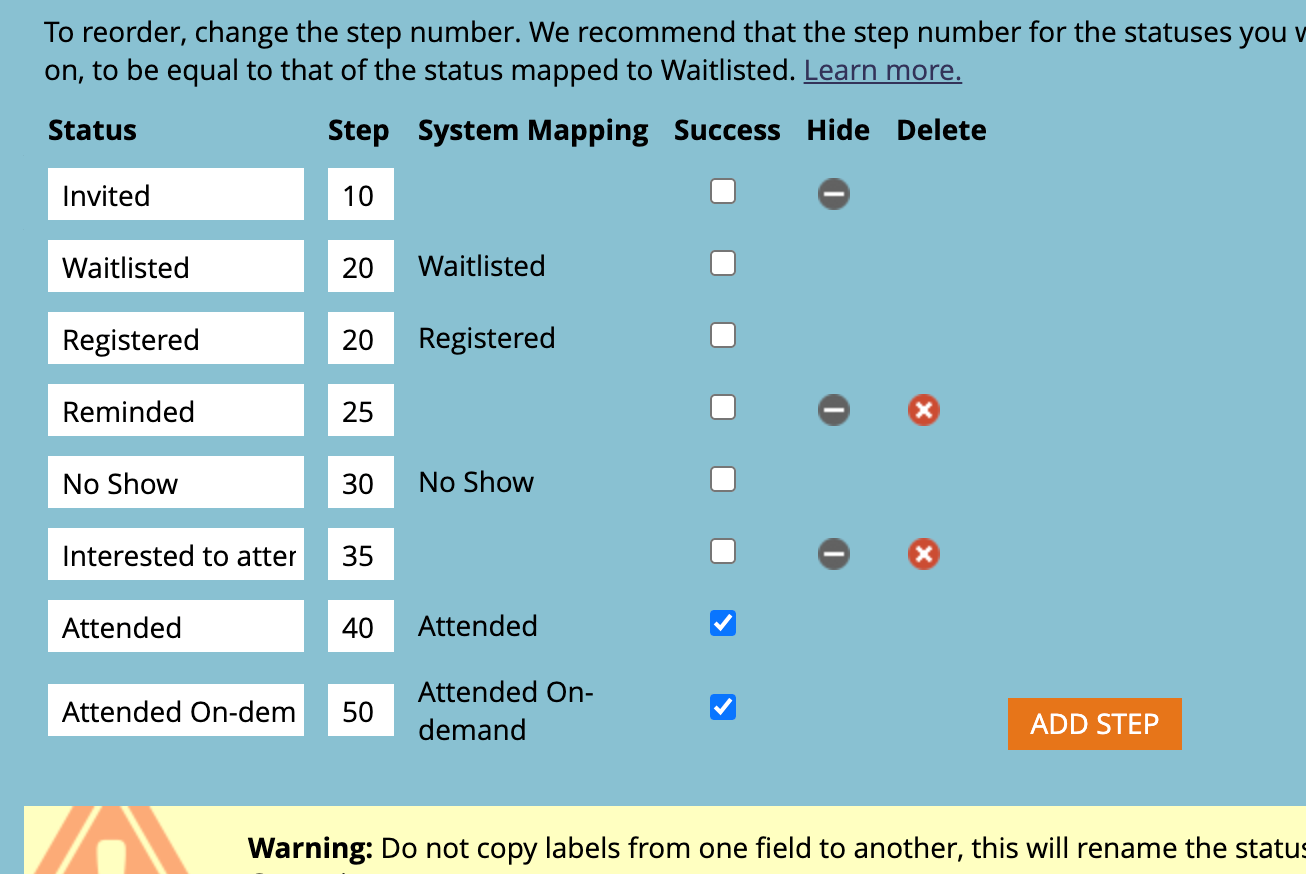 To reorder, change the step number. We recommend that the step number for the statuses you
on, to be equal to that of the status mapped to Waitlisted. Learn more.
Status Step System Mapping Success Hide Delete
Invited 10
Waitlisted 20 Waitlisted
Registered 20 Registered
Reminded 25
No Show 30 No Show
Interested to atten 35
Attended 40 Attended
Attended On-dem 50 Attended On-
demand
ADD STEP
Warning: Do not copy labels from one field to another, this will rename the status